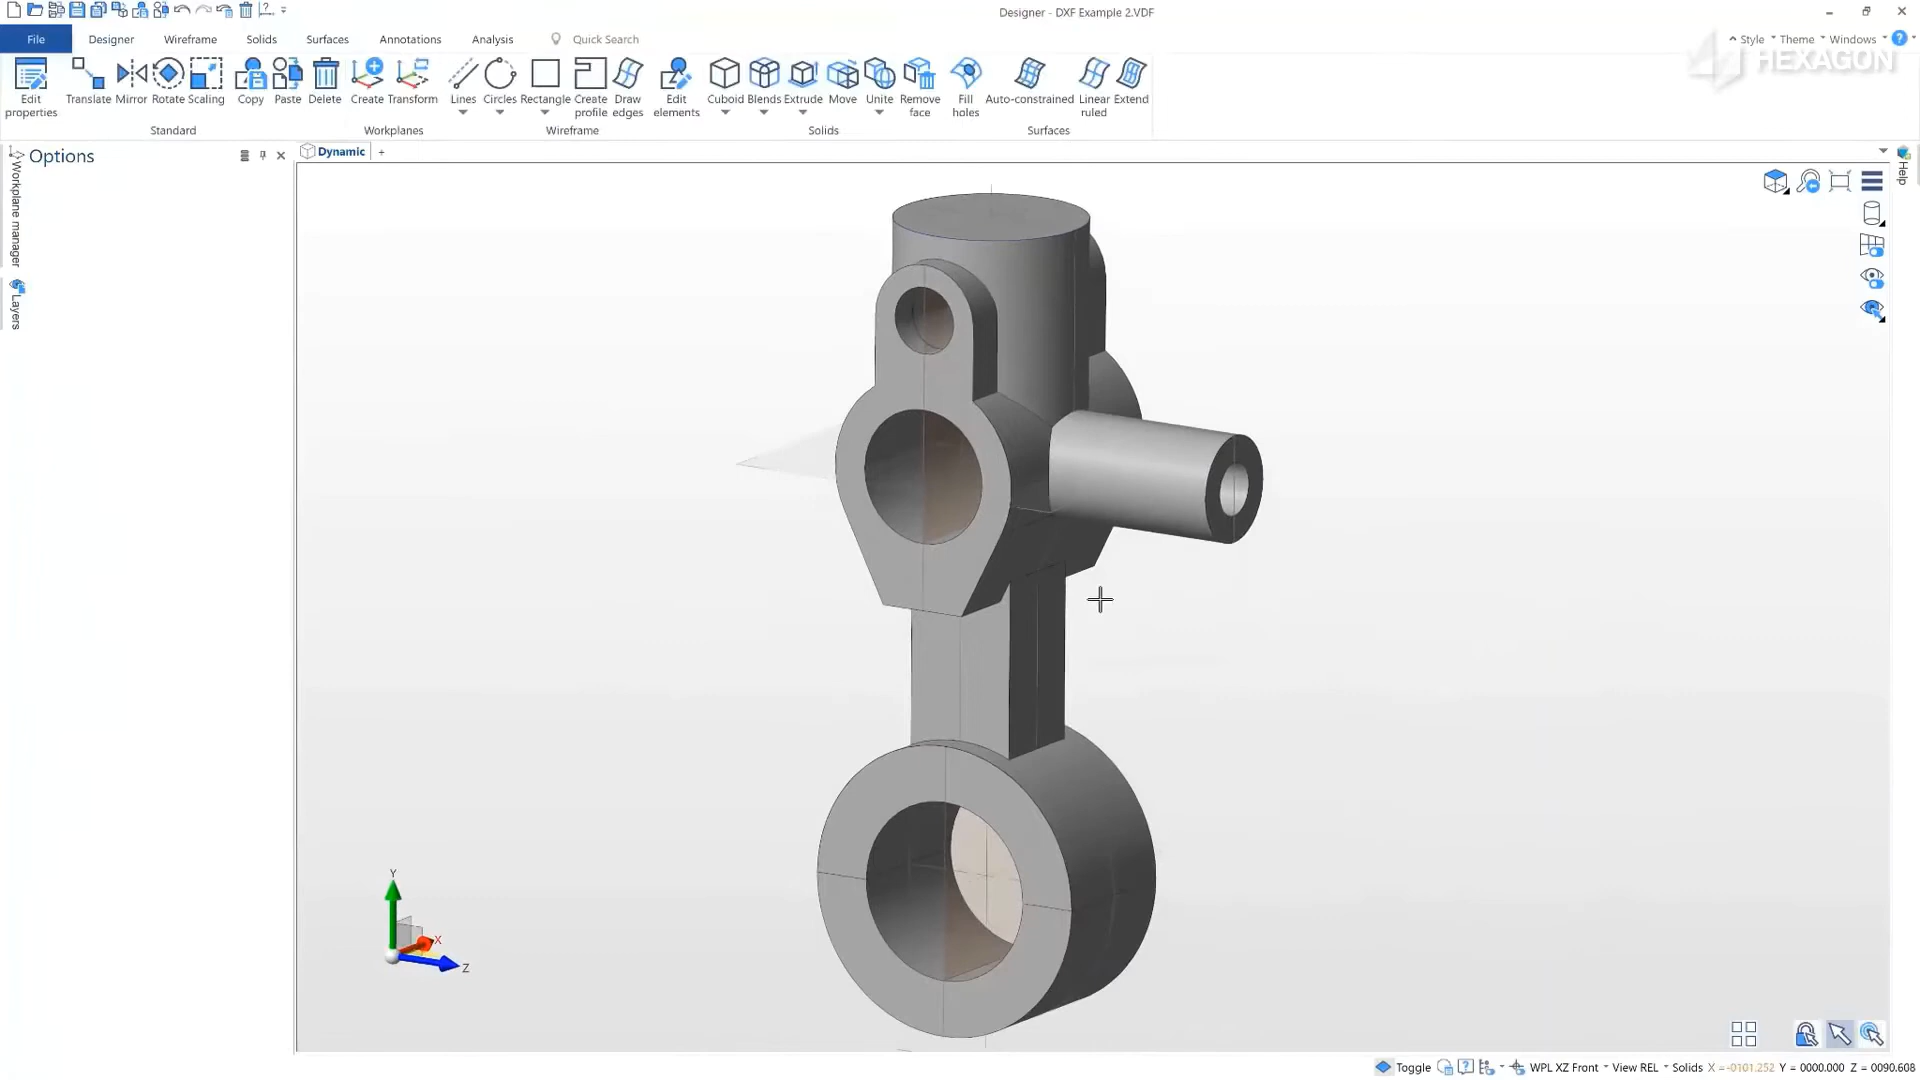 Designer - DXF Example 2.VDF
File Designer Wireframe Solids Surfaces Annotations Analysis Quick Search
Style Theme Windows
HEXAGON
Edit properties
Translate
Mirror
Rotate
Scaling
Copy
Paste
Delete
Create
Transform
Lines
Circles
Rectangle
Create profile
Draw edges
Edit elements
Cuboid
Blends
Extrude
Move
Unite
Remove face
Fill holes
Auto-constrained
Linear ruled
Extend
Standard Workplanes Wireframe Solids Surfaces
Options
Dynamic +
Workplane manager
Layers
Help
Y
X
Z
Toggle WPL XZ Front View REL Solids X =-0101.252 Y = 0000.000 Z = 0090.608